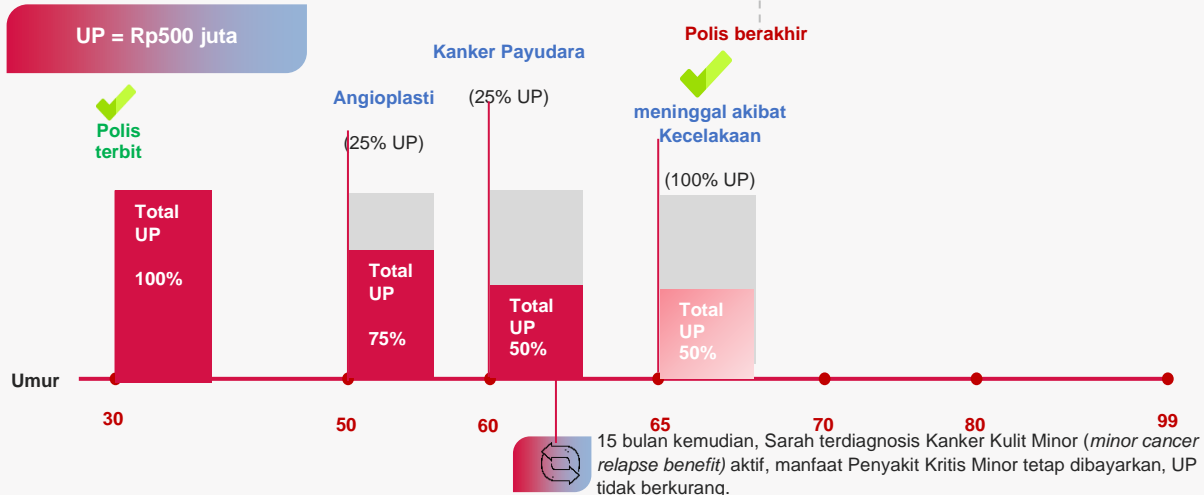 UP = Rp500 juta
Polis
terbit
Angioplasti
(25% UP)
Kanker Payudara
(25% UP)
Polis berakhir
meninggal akibat
Kecelakaan
(100% UP)
Total
UP
100%
Total
UP
75%
Total
UP
50%
Total
UP
50%
Umur
30
50
60
65
70
80
99
15 bulan kemudian, Sarah terdiagnosis Kanker Kulit Minor (minor cancer
relapse benefit) aktif, manfaat Penyakit Kritis Minor tetap dibayarkan, UP
tidak berkurang.